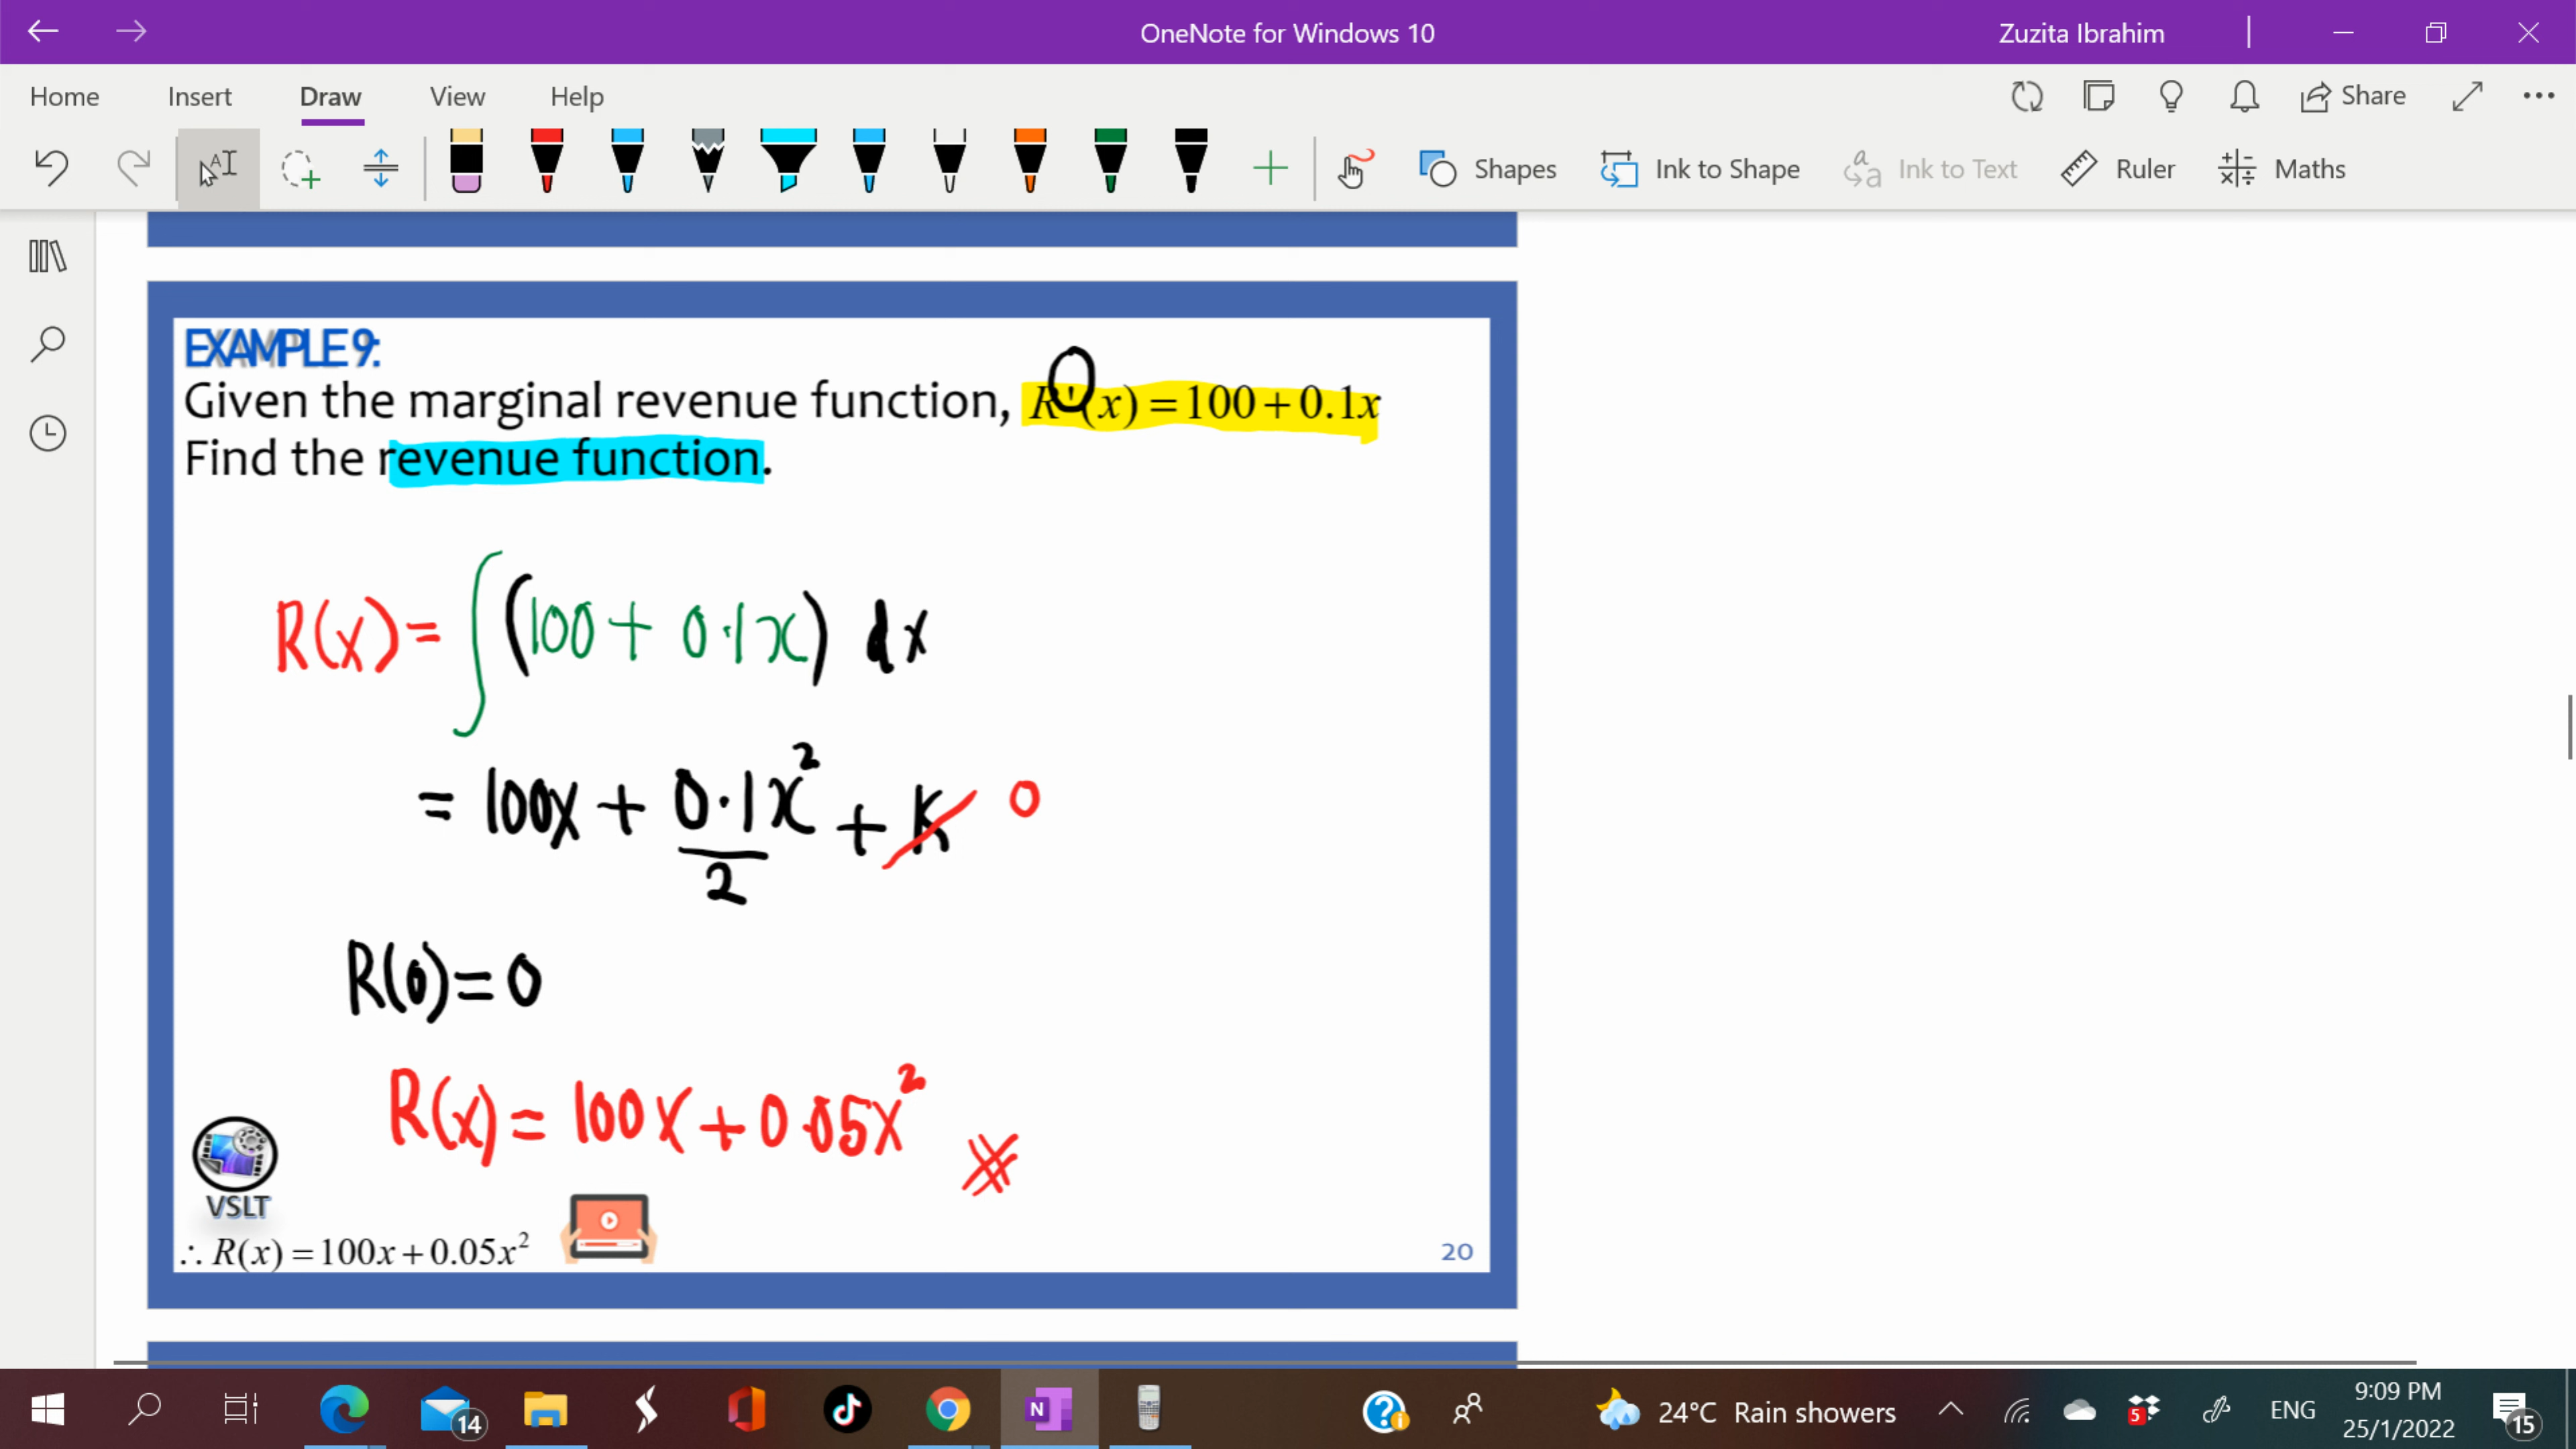 OneNote for Windows 10
Zuzita Ibrahim
Home Insert Draw View Help
Share
Shapes Ink to Shape Ink to Text Ruler Maths
EXAMPLE 9:
Given the marginal revenue function, R'(x) = 100 + 0.1x
Find the revenue function.
R(x) = ∫ (100 + 0.1x) dx
= 100x + 0.1x² / 2 + K 0
R(0) = 0
R(x) = 100x + 0.05x²
VSLT
∴ R(x) = 100x + 0.05x²
20
14
24°C Rain showers
5
ENG
9:09 PM
25/1/2022
15